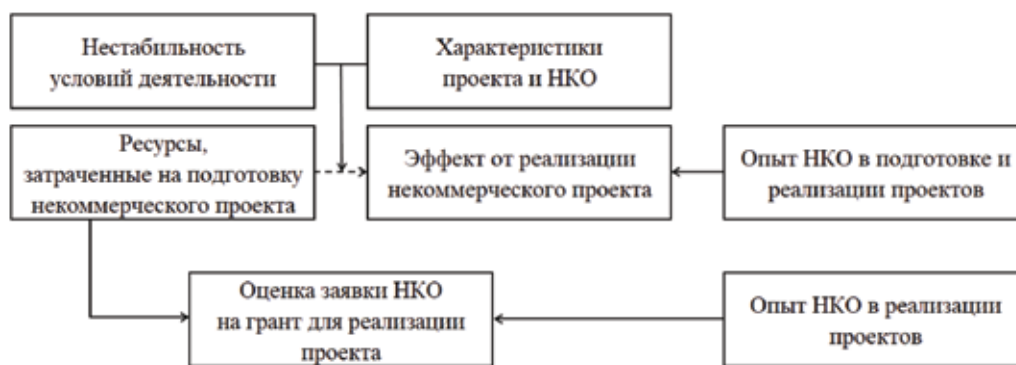 Нестабильность
условий деятельности
Характеристики
проекта и НКО
Ресурсы,
затраченные на подготовку
некоммерческого проекта
Эффект от реализации
некоммерческого проекта
Опыт НКО в подготовке и
реализации проектов
Оценка заявки НКО
на грант для реализации
проекта
Опыт НКО в реализации
проектов